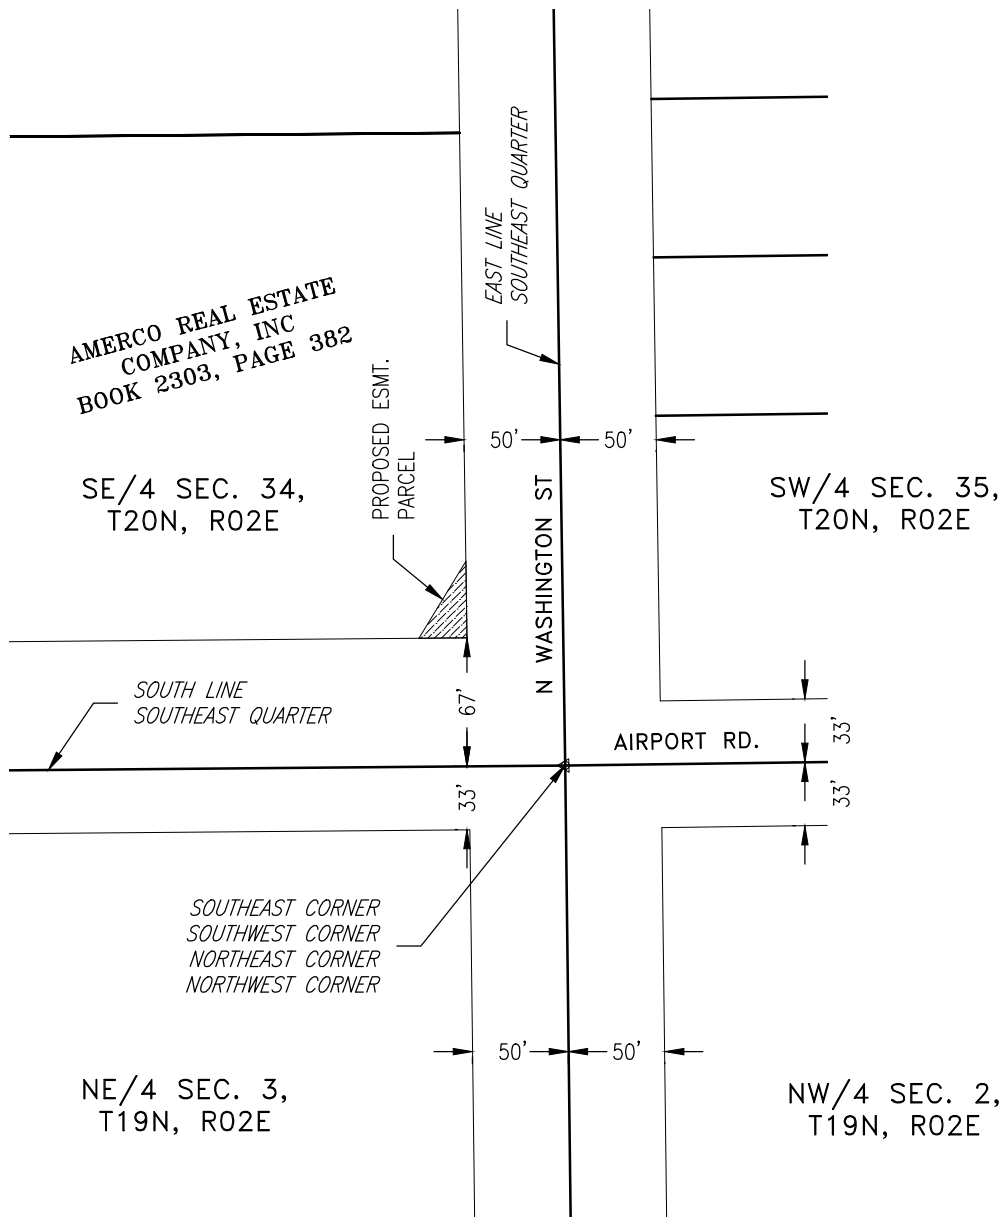 EAST LINE
SOUTHEAST QUARTER
AMERCO REAL ESTATE
COMPANY, INC
BOOK 2303, PAGE 382
PROPOSED ESMT.
PARCEL
50'
50'
SE/4 SEC. 34,
T20N, R02E
SW/4 SEC. 35,
T20N, R02E
N WASHINGTON ST
SOUTH LINE
SOUTHEAST QUARTER
67'
33'
AIRPORT RD.
33'
33'
SOUTHEAST CORNER
SOUTHWEST CORNER
NORTHEAST CORNER
NORTHWEST CORNER
50'
50'
NE/4 SEC. 3,
T19N, R02E
NW/4 SEC. 2,
T19N, R02E